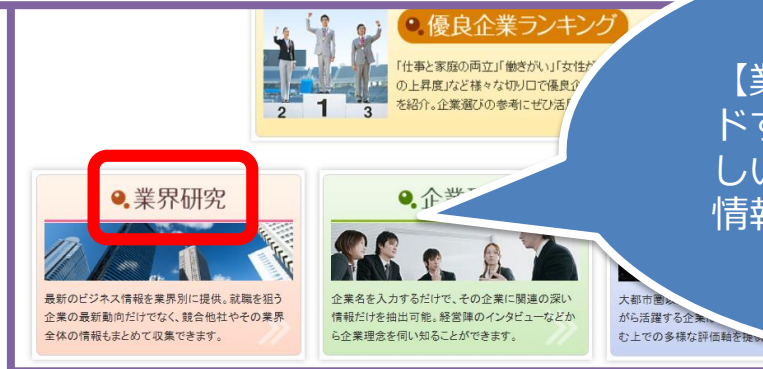 優良企業ランキング
「仕事と家庭の両立」「働きがい」「女性が
の上昇度」など様々な切り口で優良企
を紹介。企業選びの参考にぜひ活
2 1 3
【業
ドす
しい
情報
業界研究
最新のビジネス情報を業界別に提供。就職を狙う
企業の最新動向だけでなく、競合他社やその業界
全体の情報もまとめて収集できます。
企業
企業名を入力するだけで、その企業に関連の深い
情報だけを抽出可能。経営陣のインタビューなどか
ら企業理念を伺い知ることができます。
大都市圏
がら活躍する企業
む上での多様な評価軸を提